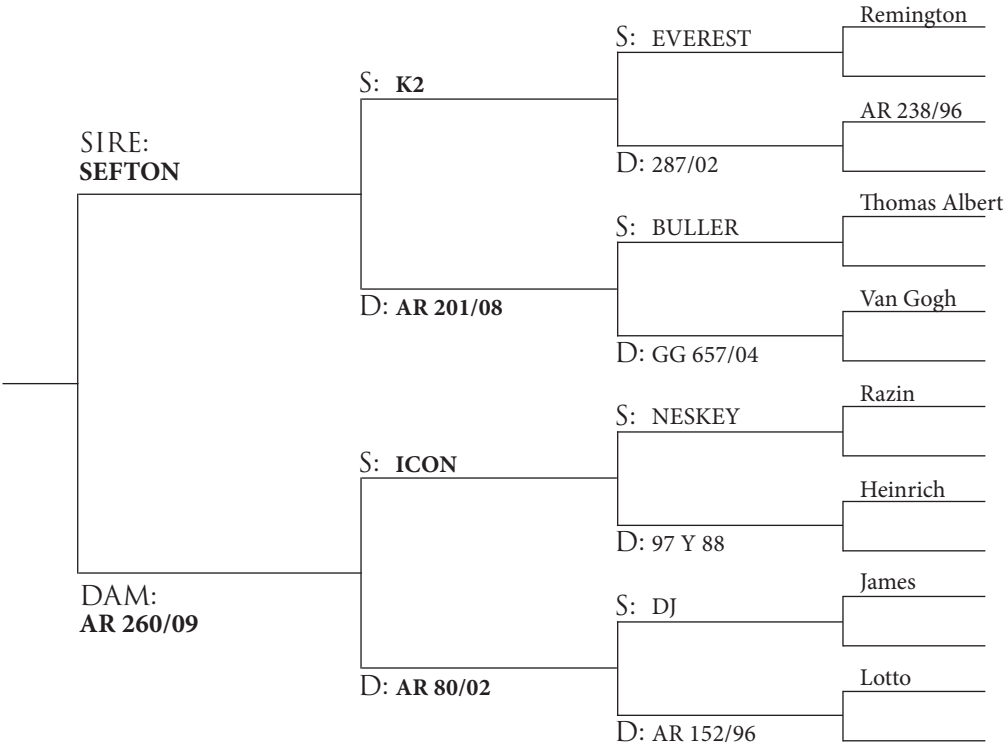 Remington
S: EVEREST
S: K2
AR 238/96
SIRE:
SEFTON
D: 287/02
Thomas Albert
S: BULLER
D: AR 201/08
Van Gogh
D: GG 657/04
Razin
S: NESKEY
S: ICON
Heinrich
D: 97 Y 88
DAM:
AR 260/09
James
S: DJ
D: AR 80/02
Lotto
D: AR 152/96